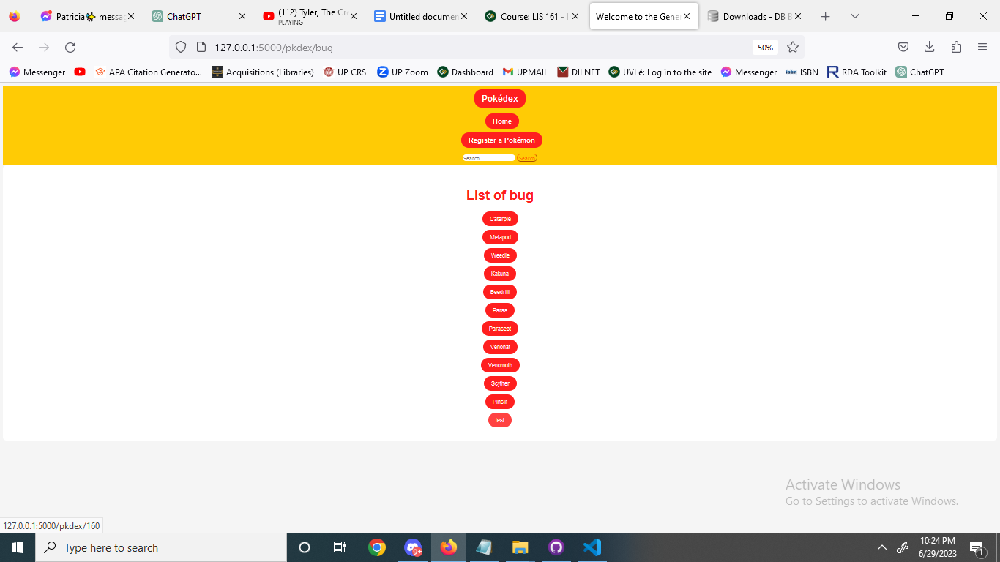 Patricia✨ messag
ChatGPT
(112) Tyler, The Cr
PLAYING
Untitled documen
Course: LIS 161 - I
Welcome to the Gene
Downloads - DB B
127.0.0.1:5000/pkdex/bug
50%
Messenger
APA Citation Generato...
Acquisitions (Libraries)
UP CRS
UP Zoom
Dashboard
UPMAIL
DILNET
UVLê: Log in to the site
Messenger
isbn
ISBN
RDA Toolkit
ChatGPT
Pokédex
Home
Register a Pokémon
Search
Search
List of bug
Caterpie
Metapod
Weedle
Kakuna
Beedrill
Paras
Parasect
Venonat
Venomoth
Scyther
Pinsir
test
Activate Windows
Go to Settings to activate Windows.
127.0.0.1:5000/pkdex/160
Type here to search
9+
10:24 PM
6/29/2023
1